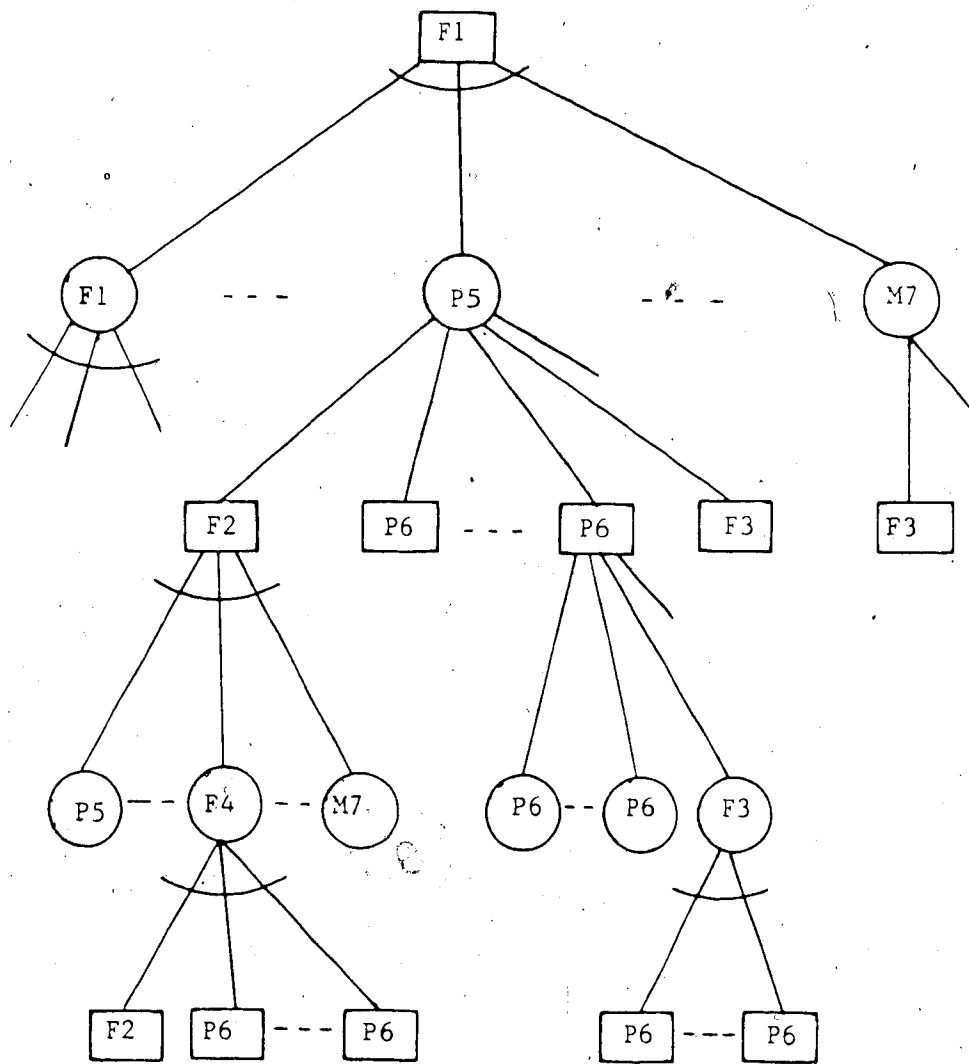 F1
F1 --- P5 --- M7
F2 P6 --- P6 F3 F3
P5 -- F4 -- M7 P6 -- P6 F3
F2 P6 --- P6 P6 --- P6